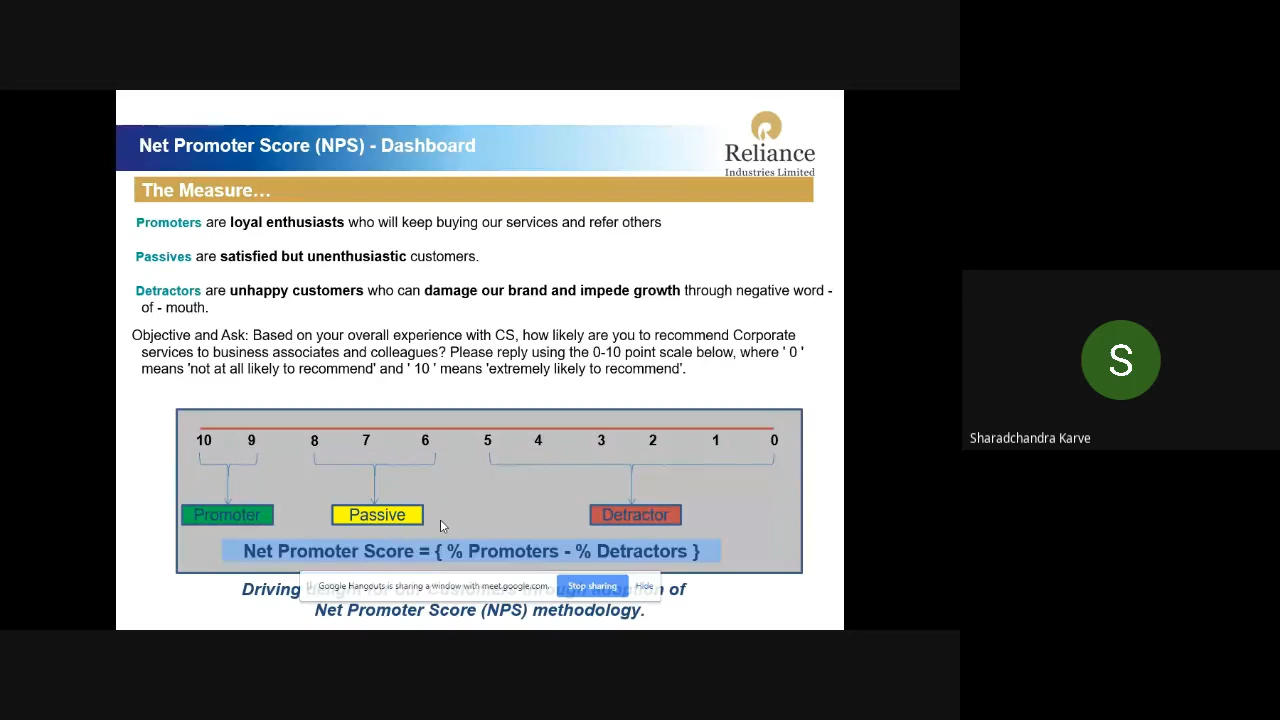 Net Promoter Score (NPS) - Dashboard
Reliance
Industries Limited
The Measure...
Promoters are loyal enthusiasts who will keep buying our services and refer others
Passives are satisfied but unenthusiastic customers.
Detractors are unhappy customers who can damage our brand and impede growth through negative word -
of - mouth.
Objective and Ask: Based on your overall experience with CS, how likely are you to recommend Corporate
services to business associates and colleagues? Please reply using the 0-10 point scale below, where ' 0 '
means 'not at all likely to recommend' and ' 10 ' means 'extremely likely to recommend'.
10 9 8 7 6 5 4 3 2 1 0
Promoter Passive Detractor
Net Promoter Score = { % Promoters - % Detractors }
Google Hangouts is sharing a window with meet.google.com. Stop sharing Hide
Driving of
Net Promoter Score (NPS) methodology.
S
Sharadchandra Karve